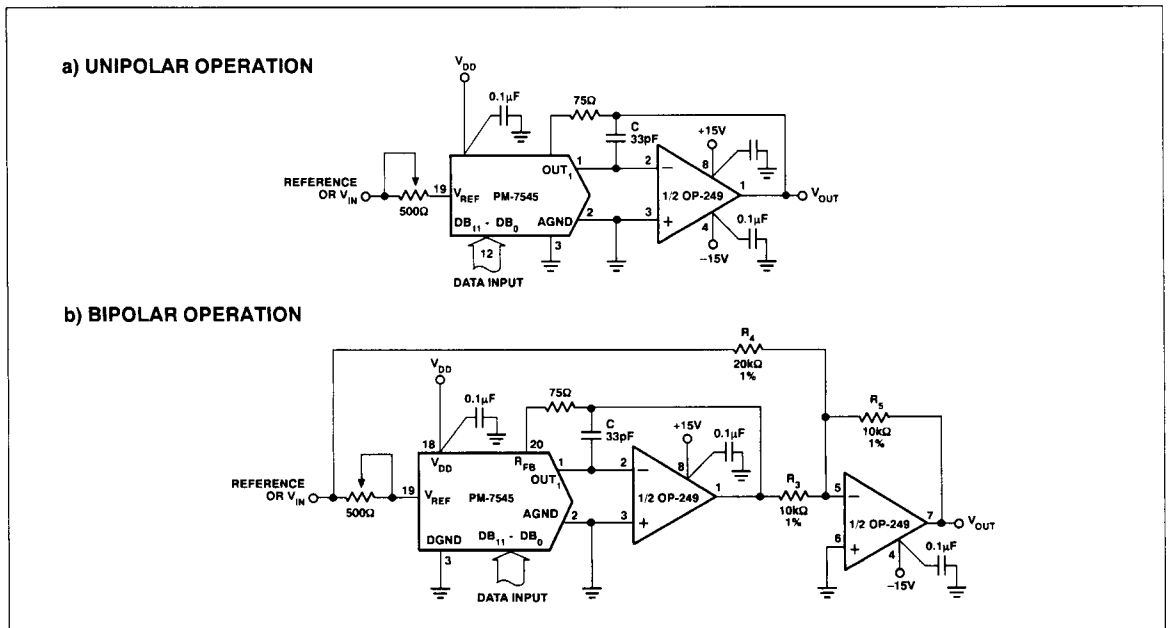 a) UNIPOLAR OPERATION
V_DD
0.1µF
75Ω
C
33pF
+15V
8
REFERENCE
OR V_IN
500Ω
19
V_REF
PM-7545
OUT_1
1
2
−
1/2 OP-249
1
V_OUT
DB_11 - DB_0
AGND
2
3
+
4
0.1µF
−15V
12
3
DATA INPUT
b) BIPOLAR OPERATION
R_4
20kΩ
1%
V_DD
0.1µF
75Ω
C
33pF
+15V
0.1µF
8
R_5
10kΩ
1%
18
V_DD
20
R_FB
OUT_1
1
2
−
1/2 OP-249
1
REFERENCE
OR V_IN
500Ω
19
V_REF
PM-7545
R_3
10kΩ
1%
5
−
1/2 OP-249
7
V_OUT
AGND
2
3
+
6
+
4
0.1µF
−15V
DGND
DB_11 - DB_0
3
DATA INPUT